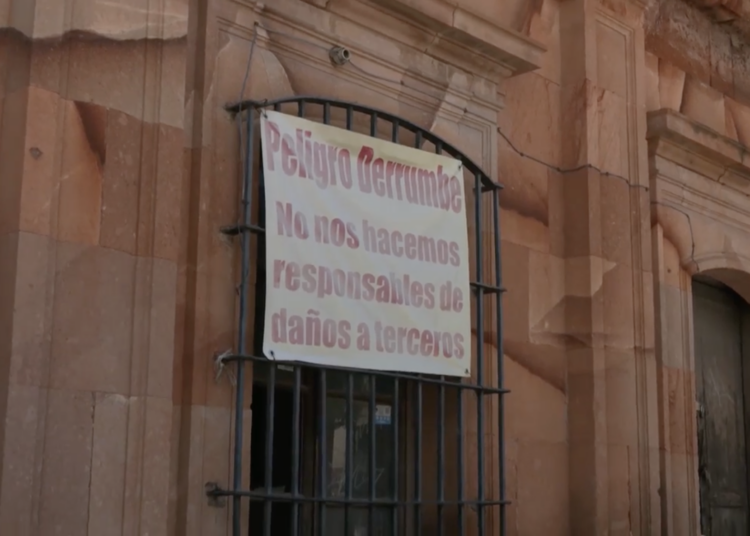 Peligro Derrumbe
No nos hacemos
responsables de
daños a terceros